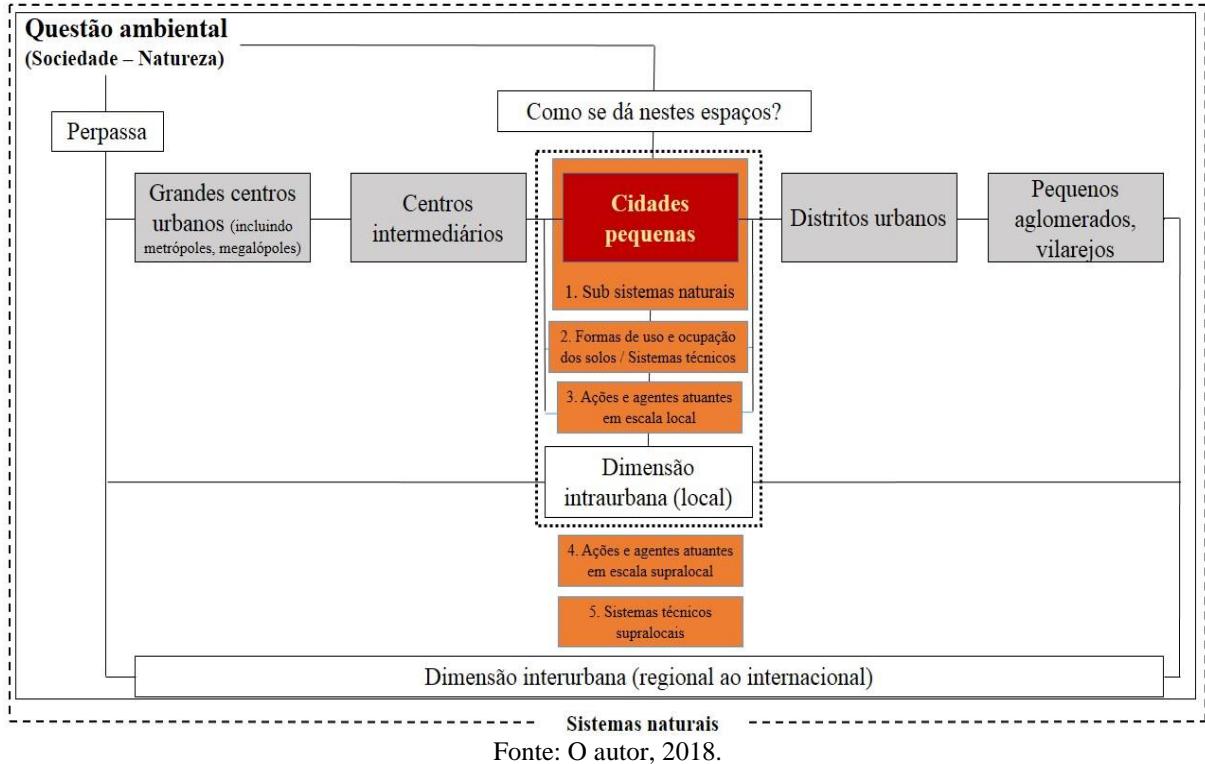 Questão ambiental
(Sociedade – Natureza)
Como se dá nestes espaços?
Perpassa
Grandes centros
urbanos (incluindo
metrópoles, megalópoles)
Centros
intermediários
Cidades
pequenas
Distritos urbanos
Pequenos
aglomerados,
vilarejos
1. Sub sistemas naturais
2. Formas de uso e ocupação
dos solos / Sistemas técnicos
3. Ações e agentes atuantes
em escala local
Dimensão
intraurbana (local)
4. Ações e agentes atuantes
em escala supralocal
5. Sistemas técnicos
supralocais
Dimensão interurbana (regional ao internacional)
Sistemas naturais
Fonte: O autor, 2018.